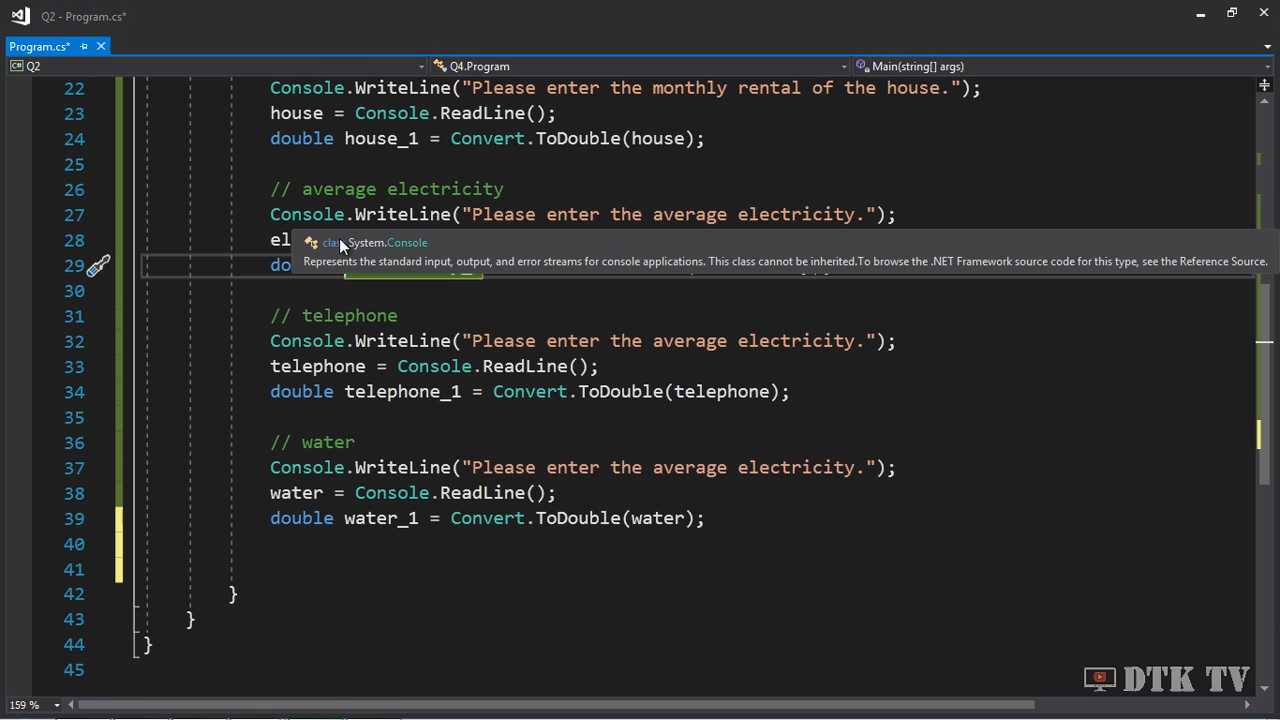 Q2 - Program.cs*
Program.cs*
Q2 Q4.Program Main(string[] args)
22 Console.WriteLine("Please enter the monthly rental of the house.");
23 house = Console.ReadLine();
24 double house_1 = Convert.ToDouble(house);
25
26 // average electricity
27 Console.WriteLine("Please enter the average electricity.");
28 el
class System.Console
29 do
Represents the standard input, output, and error streams for console applications. This class cannot be inherited.To browse the .NET Framework source code for this type, see the Reference Source.
30
31 // telephone
32 Console.WriteLine("Please enter the average electricity.");
33 telephone = Console.ReadLine();
34 double telephone_1 = Convert.ToDouble(telephone);
35
36 // water
37 Console.WriteLine("Please enter the average electricity.");
38 water = Console.ReadLine();
39 double water_1 = Convert.ToDouble(water);
40
41
42 }
43 }
44 }
45
DTK TV
159 %